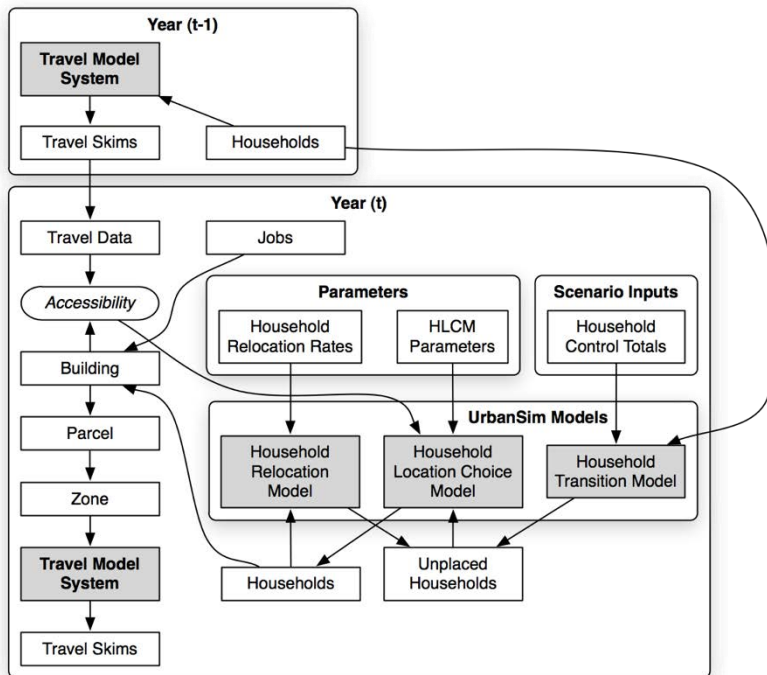 Year (t-1)
Travel Model
System
Travel Skims
Households
Year (t)
Travel Data
Jobs
Accessibility
Parameters
Household
Relocation Rates
HLCM
Parameters
Scenario Inputs
Household
Control Totals
Building
Parcel
Zone
UrbanSim Models
Household
Relocation
Model
Household
Location Choice
Model
Household
Transition Model
Travel Model
System
Households
Unplaced
Households
Travel Skims